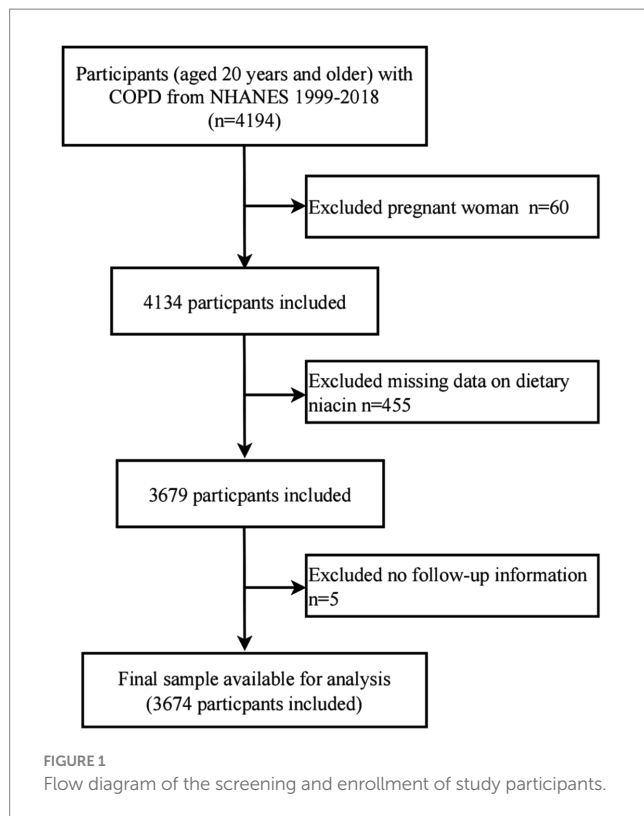 Participants (aged 20 years and older) with
COPD from NHANES 1999-2018
(n=4194)
Excluded pregnant woman n=60
4134 particpants included
Excluded missing data on dietary
niacin n=455
3679 particpants included
Excluded no follow-up information
n=5
Final sample available for analysis
(3674 particpants included)
FIGURE 1
Flow diagram of the screening and enrollment of study participants.